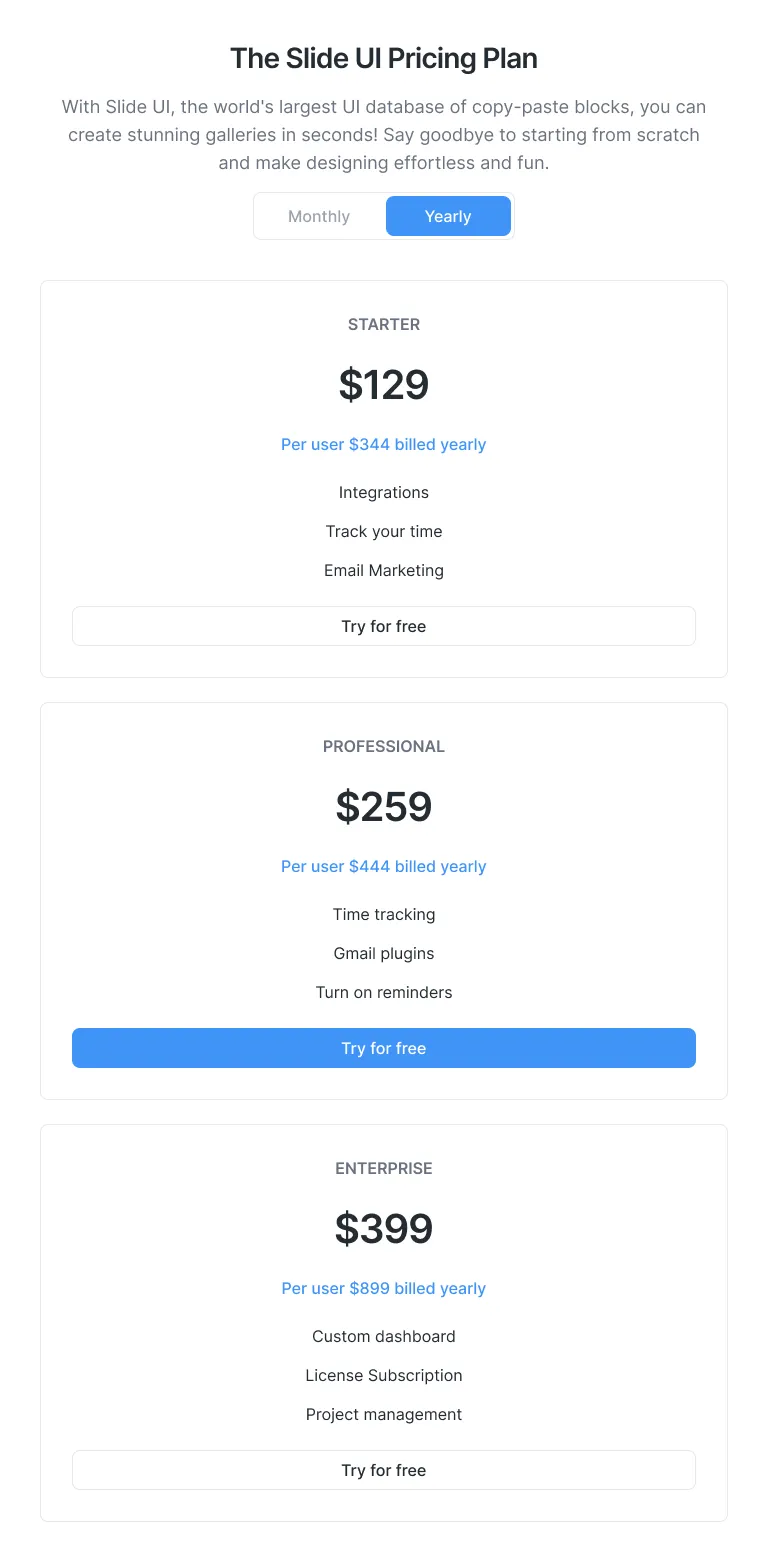 The Slide UI Pricing Plan
With Slide UI, the world's largest UI database of copy-paste blocks, you can
create stunning galleries in seconds! Say goodbye to starting from scratch
and make designing effortless and fun.
Monthly Yearly
STARTER
$129
Per user $344 billed yearly
Integrations
Track your time
Email Marketing
Try for free
PROFESSIONAL
$259
Per user $444 billed yearly
Time tracking
Gmail plugins
Turn on reminders
Try for free
ENTERPRISE
$399
Per user $899 billed yearly
Custom dashboard
License Subscription
Project management
Try for free